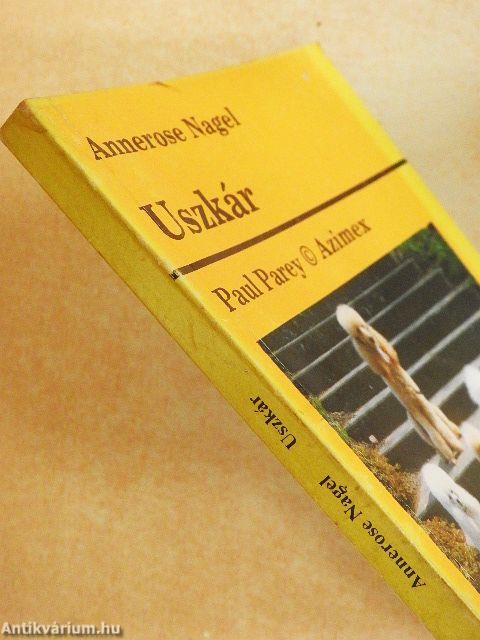 Annerose Nagel
Uszkár
Paul Parey © Azimex
Uszkár
Annerose Nagel
Antikvárium.hu